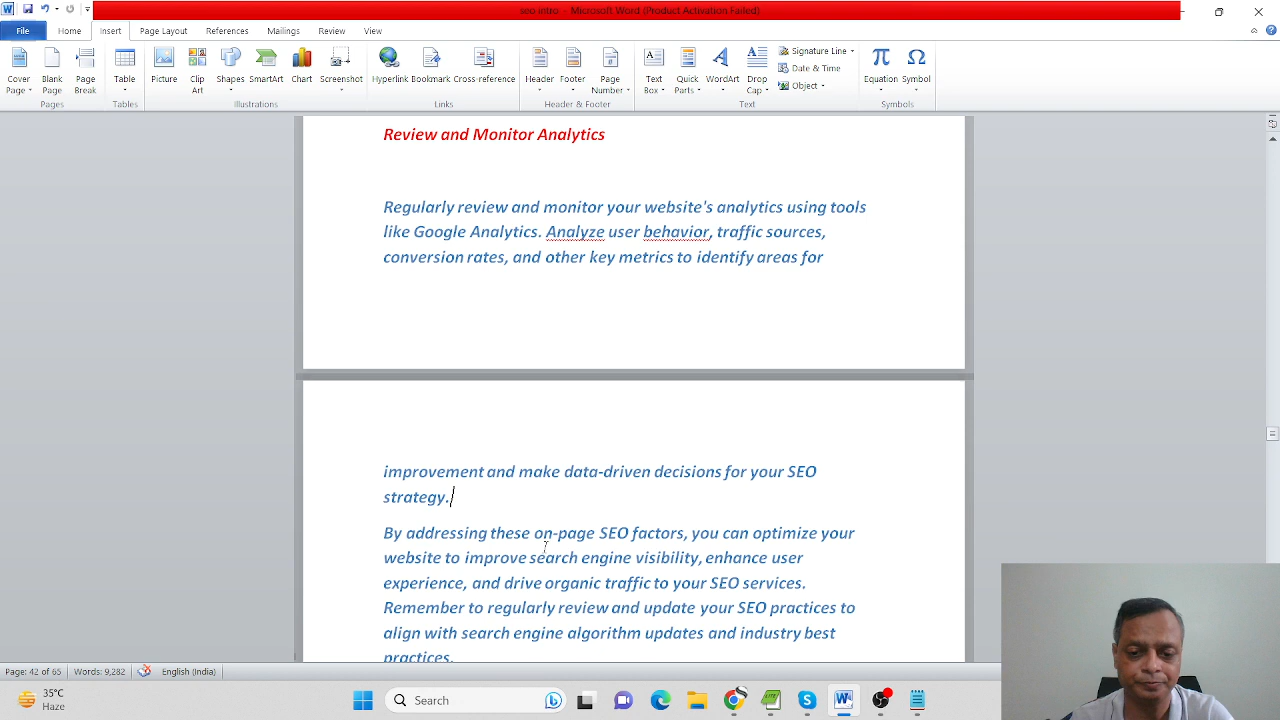 seo intro - Microsoft Word (Product Activation Failed)
File Home Insert Page Layout References Mailings Review View
Cover Page Blank Page Page Break
Pages
Table
Tables
Picture Clip Art Shapes SmartArt Chart Screenshot
Illustrations
Hyperlink Bookmark Cross-reference
Links
Header Footer Page Number
Header & Footer
Text Box Quick Parts WordArt Drop Cap
Signature Line
Date & Time
Object
Text
Equation Symbol
Symbols
Review and Monitor Analytics
Regularly review and monitor your website's analytics using tools
like Google Analytics. Analyze user behavior, traffic sources,
conversion rates, and other key metrics to identify areas for
improvement and make data-driven decisions for your SEO
strategy.
By addressing these on-page SEO factors, you can optimize your
website to improve search engine visibility, enhance user
experience, and drive organic traffic to your SEO services.
Remember to regularly review and update your SEO practices to
align with search engine algorithm updates and industry best
practices.
Page: 42 of 65 Words: 9,282 English (India)
35°C
Haze
Search